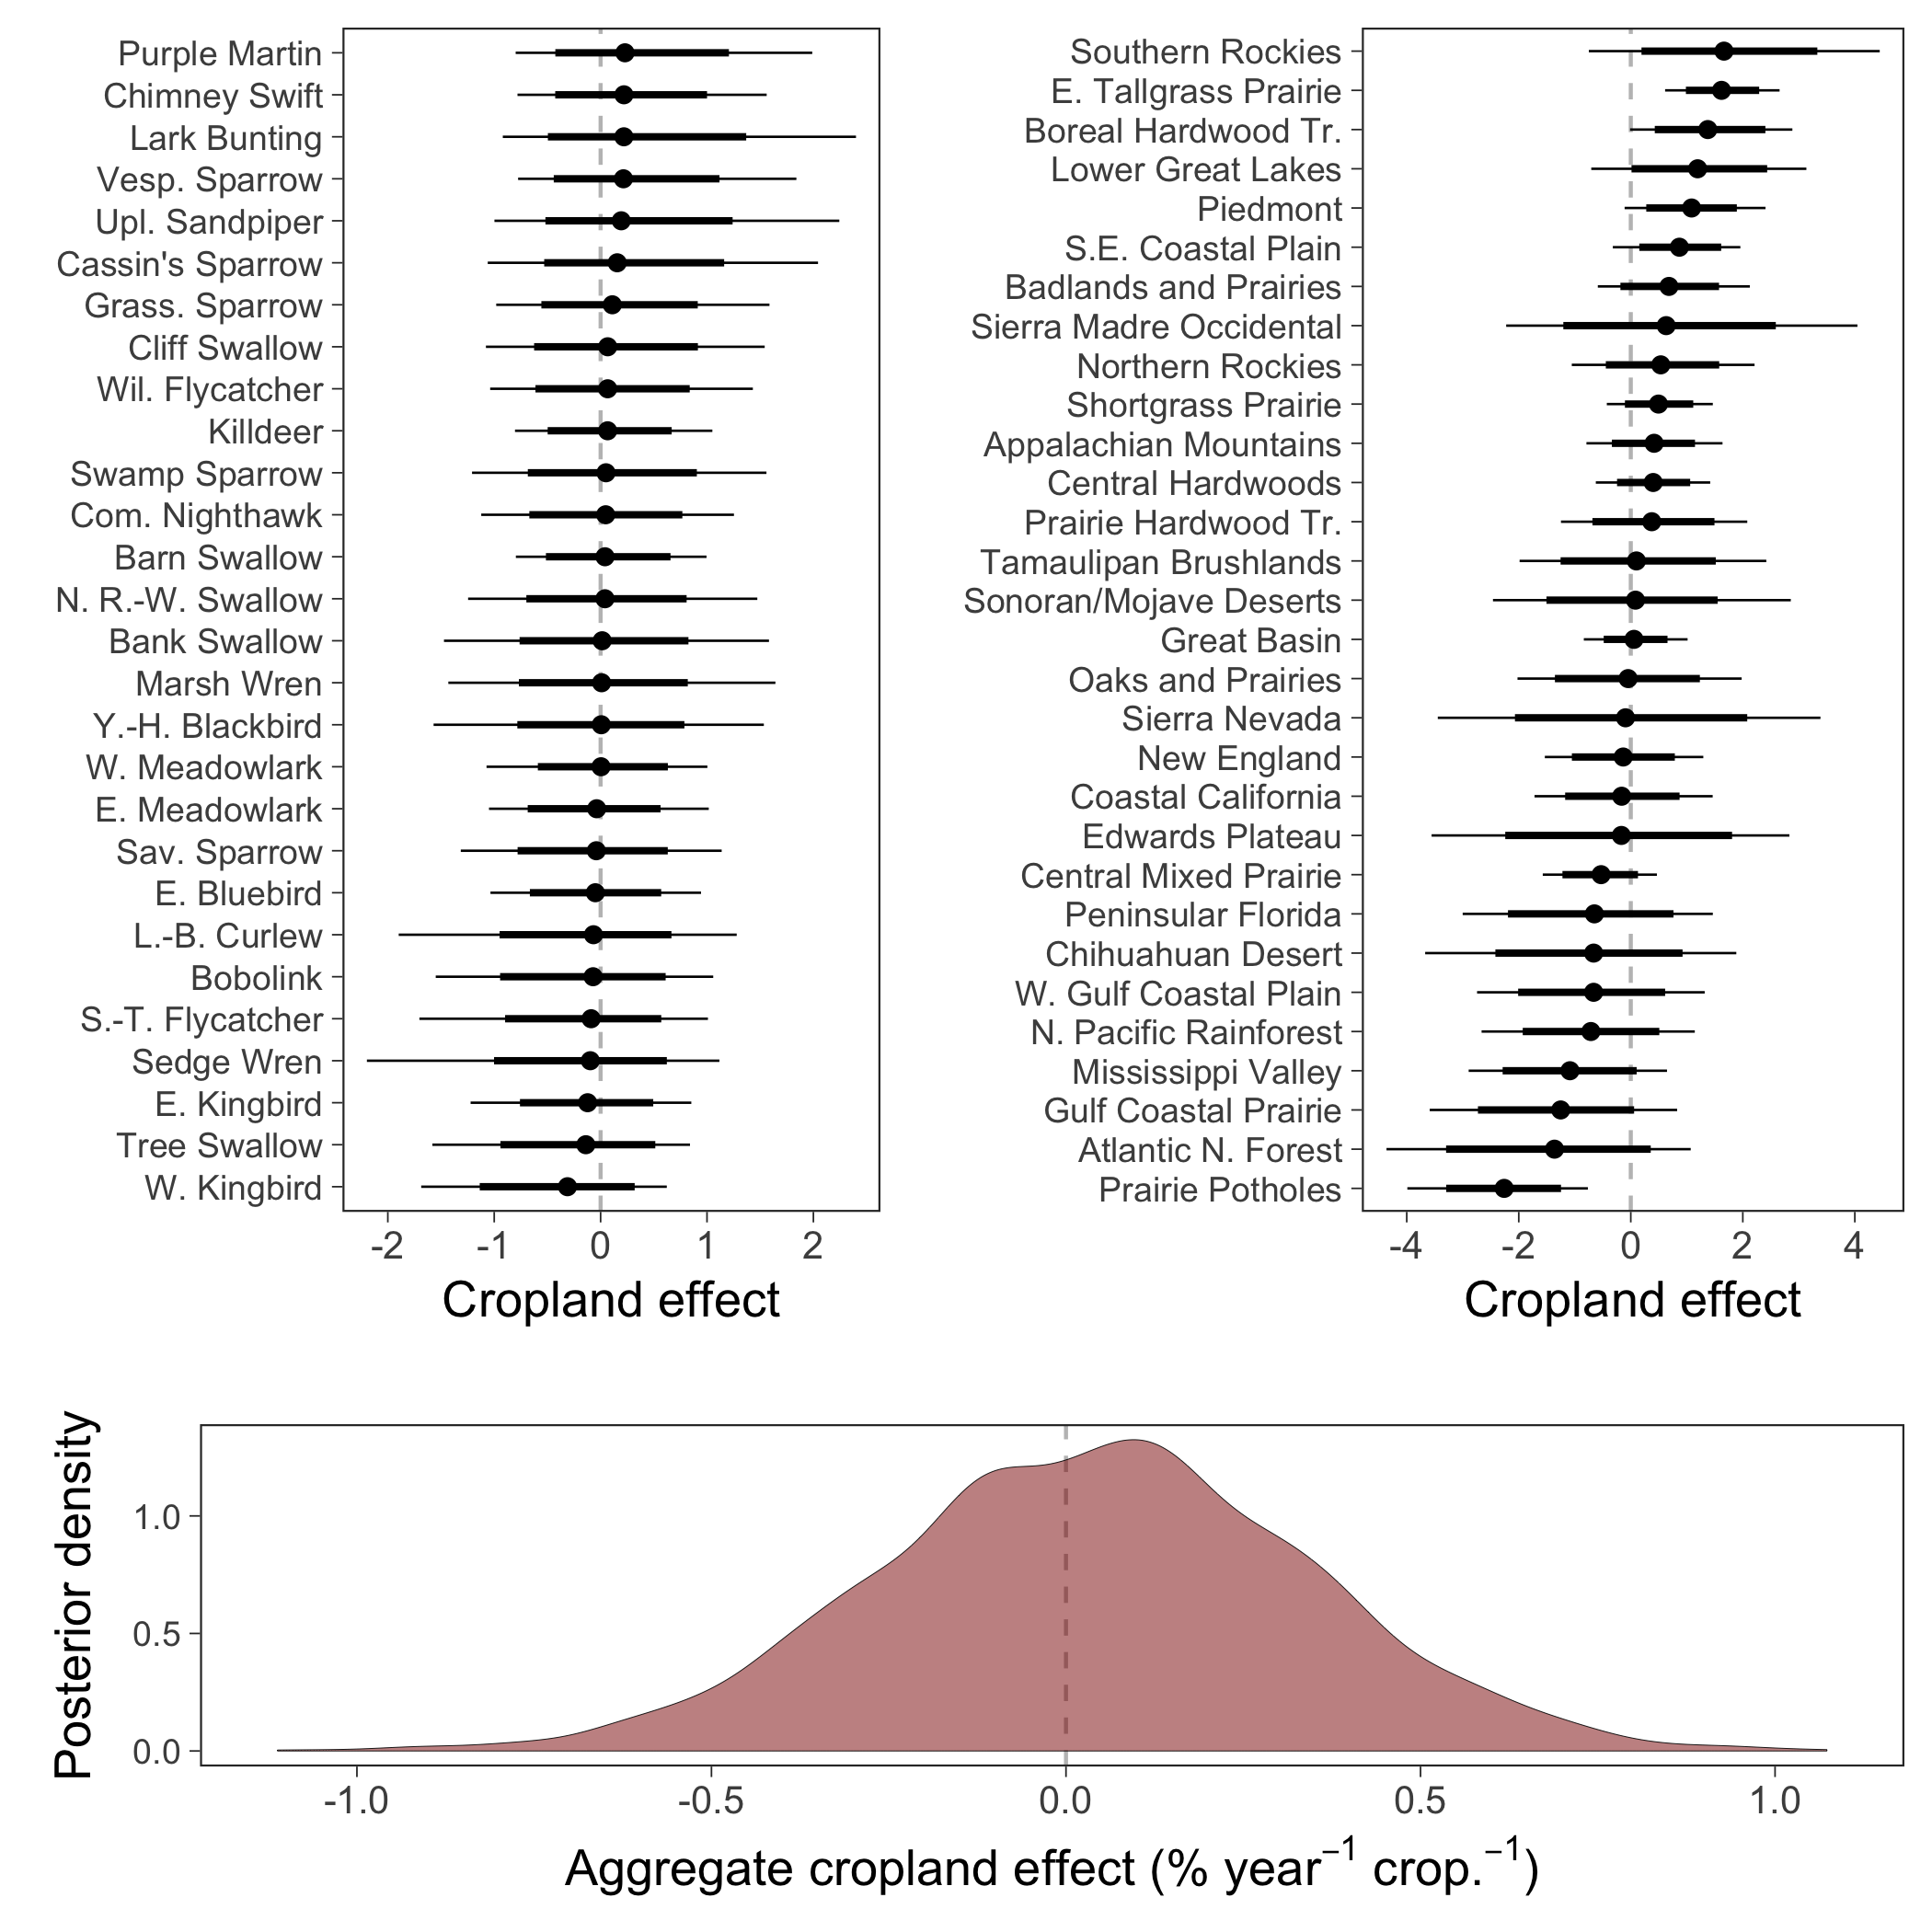 Purple Martin
Chimney Swift
Lark Bunting
Vesp. Sparrow
Upl. Sandpiper
Cassin's Sparrow
Grass. Sparrow
Cliff Swallow
Wil. Flycatcher
Killdeer
Swamp Sparrow
Com. Nighthawk
Barn Swallow
N. R.-W. Swallow
Bank Swallow
Marsh Wren
Y.-H. Blackbird
W. Meadowlark
E. Meadowlark
Sav. Sparrow
E. Bluebird
L.-B. Curlew
Bobolink
S.-T. Flycatcher
Sedge Wren
E. Kingbird
Tree Swallow
W. Kingbird
-2 -1 0 1 2
Cropland effect
Southern Rockies
E. Tallgrass Prairie
Boreal Hardwood Tr.
Lower Great Lakes
Piedmont
S.E. Coastal Plain
Badlands and Prairies
Sierra Madre Occidental
Northern Rockies
Shortgrass Prairie
Appalachian Mountains
Central Hardwoods
Prairie Hardwood Tr.
Tamaulipan Brushlands
Sonoran/Mojave Deserts
Great Basin
Oaks and Prairies
Sierra Nevada
New England
Coastal California
Edwards Plateau
Central Mixed Prairie
Peninsular Florida
Chihuahuan Desert
W. Gulf Coastal Plain
N. Pacific Rainforest
Mississippi Valley
Gulf Coastal Prairie
Atlantic N. Forest
Prairie Potholes
-4 -2 0 2 4
Cropland effect
Posterior density
1.0
0.5
0.0
-1.0 -0.5 0.0 0.5 1.0
Aggregate cropland effect (% year⁻¹ crop.⁻¹)